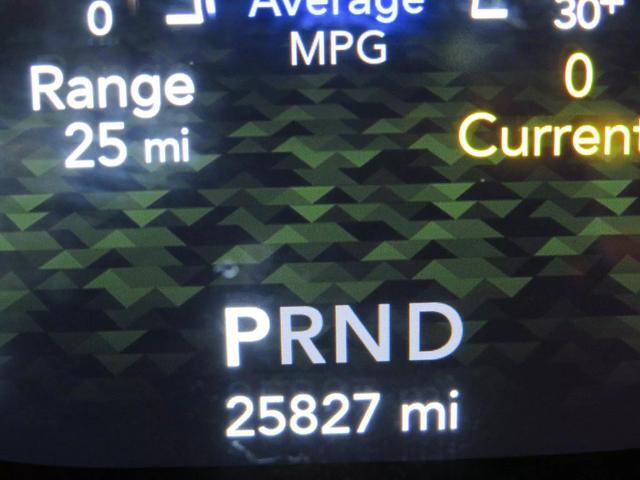 0 Average 30+
MPG
Range 0
25 mi Current
PRND
25827 mi